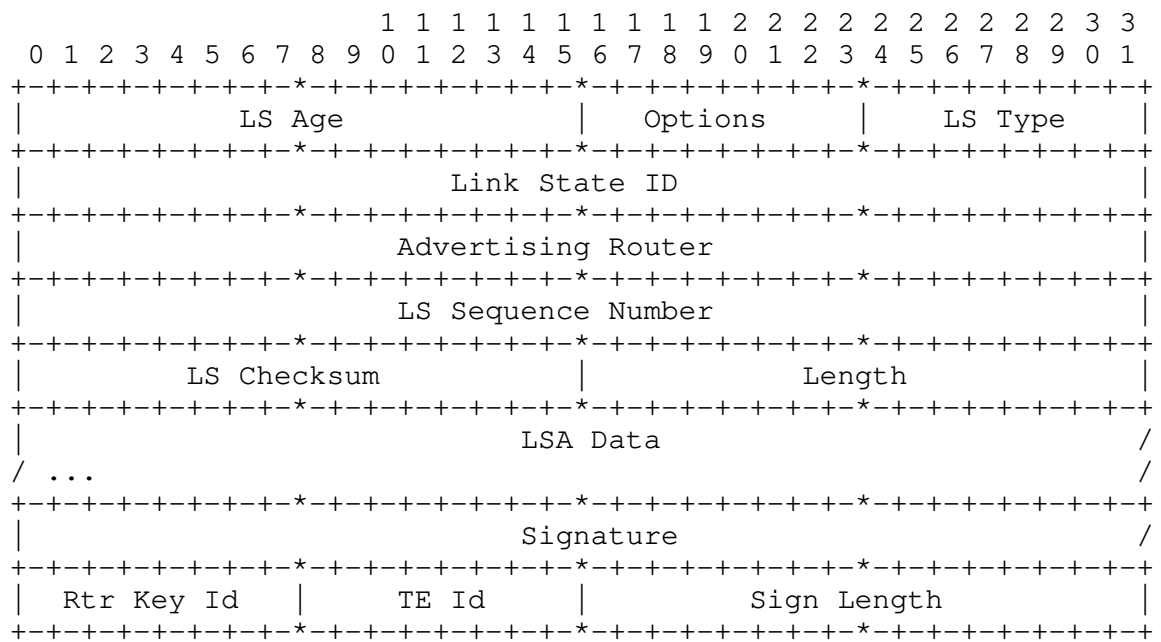 1 1 1 1 1 1 1 1 1 1 2 2 2 2 2 2 2 2 2 2 3 3
 0 1 2 3 4 5 6 7 8 9 0 1 2 3 4 5 6 7 8 9 0 1 2 3 4 5 6 7 8 9 0 1
+-+-+-+-+-+-+-+-*-+-+-+-+-+-+-+-*-+-+-+-+-+-+-+-*-+-+-+-+-+-+-+-+
|            LS Age             |    Options    |    LS Type    |
+-+-+-+-+-+-+-+-*-+-+-+-+-+-+-+-*-+-+-+-+-+-+-+-*-+-+-+-+-+-+-+-+
|                        Link State ID                          |
+-+-+-+-+-+-+-+-*-+-+-+-+-+-+-+-*-+-+-+-+-+-+-+-*-+-+-+-+-+-+-+-+
|                     Advertising Router                        |
+-+-+-+-+-+-+-+-*-+-+-+-+-+-+-+-*-+-+-+-+-+-+-+-*-+-+-+-+-+-+-+-+
|                     LS Sequence Number                        |
+-+-+-+-+-+-+-+-*-+-+-+-+-+-+-+-*-+-+-+-+-+-+-+-*-+-+-+-+-+-+-+-+
|         LS Checksum           |            Length             |
+-+-+-+-+-+-+-+-*-+-+-+-+-+-+-+-*-+-+-+-+-+-+-+-*-+-+-+-+-+-+-+-+
|                            LSA Data                           /
/ ...                                                           /
+-+-+-+-+-+-+-+-*-+-+-+-+-+-+-+-*-+-+-+-+-+-+-+-*-+-+-+-+-+-+-+-+
|                            Signature                          /
+-+-+-+-+-+-+-+-*-+-+-+-+-+-+-+-*-+-+-+-+-+-+-+-*-+-+-+-+-+-+-+-+
|  Rtr Key Id   |     TE Id     |         Sign Length           |
+-+-+-+-+-+-+-+-*-+-+-+-+-+-+-+-*-+-+-+-+-+-+-+-*-+-+-+-+-+-+-+-+